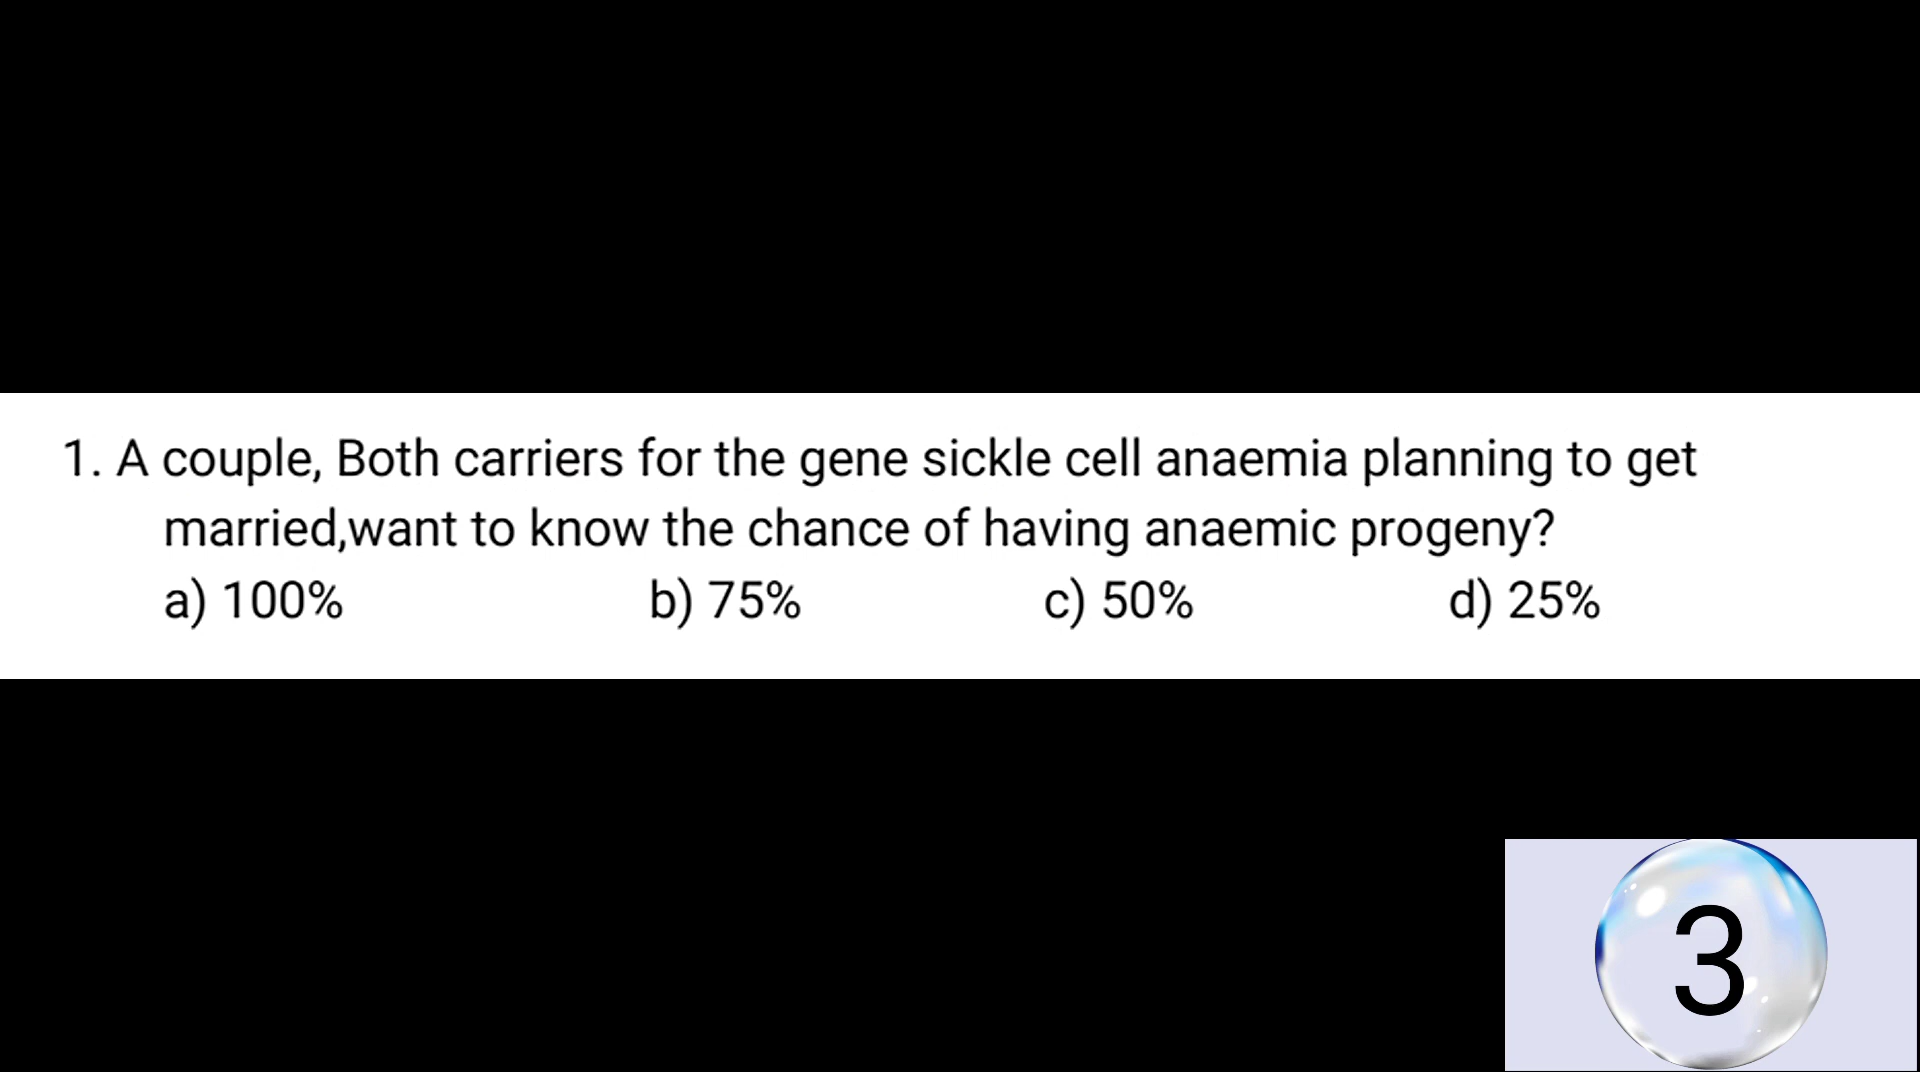 1. A couple, Both carriers for the gene sickle cell anaemia planning to get
married,want to know the chance of having anaemic progeny?
a) 100% b) 75% c) 50% d) 25%
3